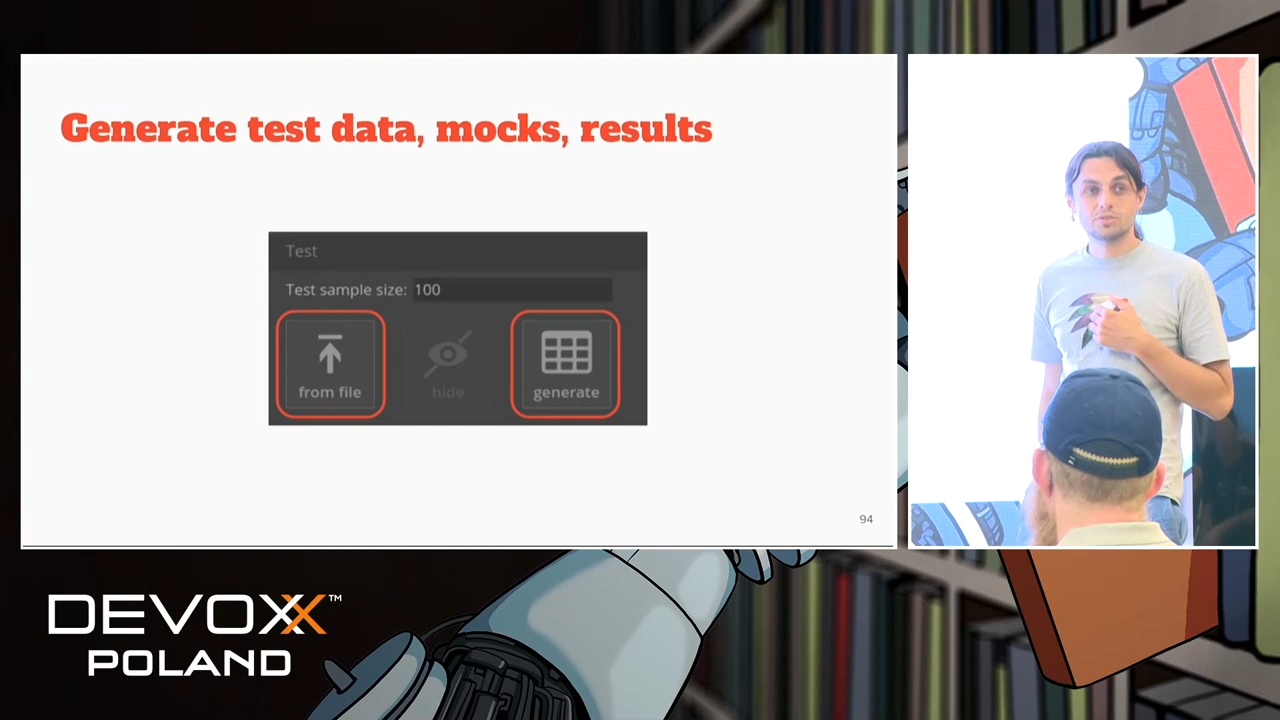 Generate test data, mocks, results
Test
Test sample size: 100
from file
hide
generate
94
DEVOXX™
POLAND